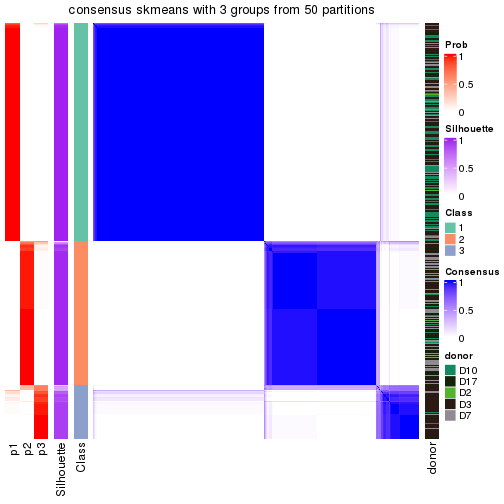 consensus skmeans with 3 groups from 50 partitions
Prob
1
0.5
0
Silhouette
1
0.5
0
Class
1
2
3
Consensus
1
0.5
0
donor
D10
D17
D2
D3
D7
p1
p2
p3
Silhouette
Class
donor